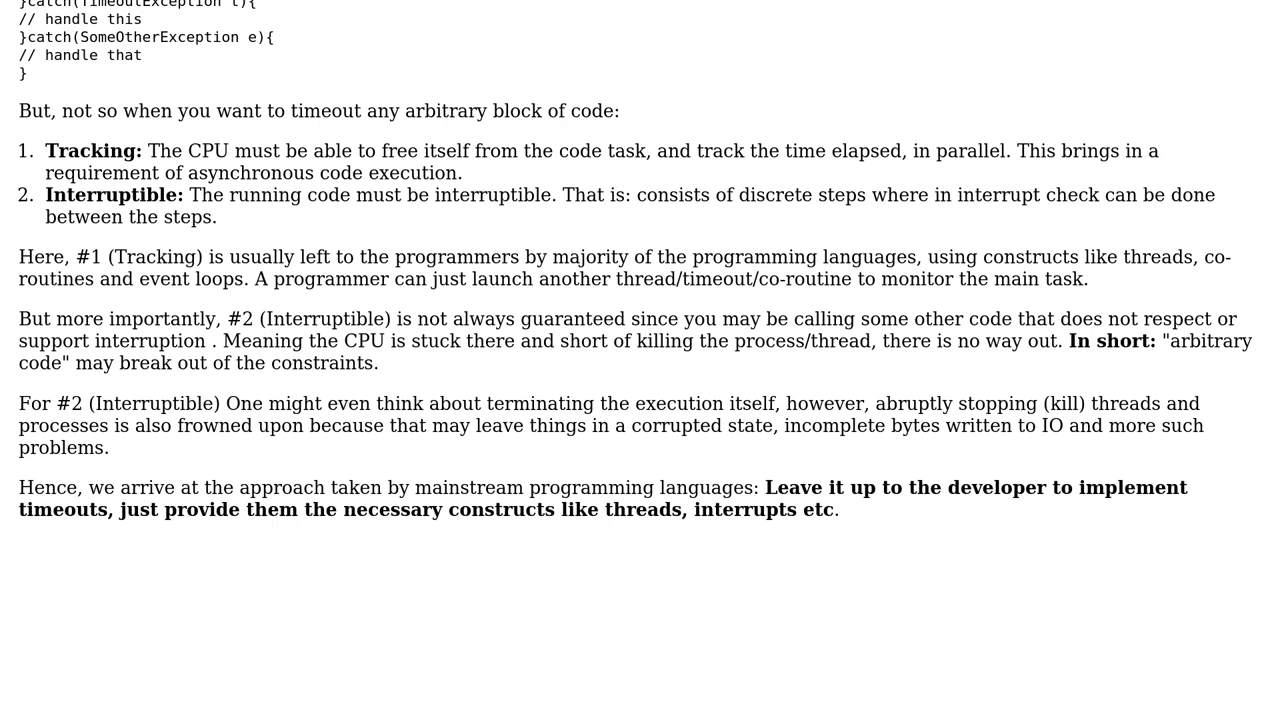 }catch(TimeoutException t){
// handle this
}catch(SomeOtherException e){
// handle that
}
But, not so when you want to timeout any arbitrary block of code:
1. Tracking: The CPU must be able to free itself from the code task, and track the time elapsed, in parallel. This brings in a
requirement of asynchronous code execution.
2. Interruptible: The running code must be interruptible. That is: consists of discrete steps where in interrupt check can be done
between the steps.
Here, #1 (Tracking) is usually left to the programmers by majority of the programming languages, using constructs like threads, co-
routines and event loops. A programmer can just launch another thread/timeout/co-routine to monitor the main task.
But more importantly, #2 (Interruptible) is not always guaranteed since you may be calling some other code that does not respect or
support interruption . Meaning the CPU is stuck there and short of killing the process/thread, there is no way out. In short: "arbitrary
code" may break out of the constraints.
For #2 (Interruptible) One might even think about terminating the execution itself, however, abruptly stopping (kill) threads and
processes is also frowned upon because that may leave things in a corrupted state, incomplete bytes written to IO and more such
problems.
Hence, we arrive at the approach taken by mainstream programming languages: Leave it up to the developer to implement
timeouts, just provide them the necessary constructs like threads, interrupts etc.